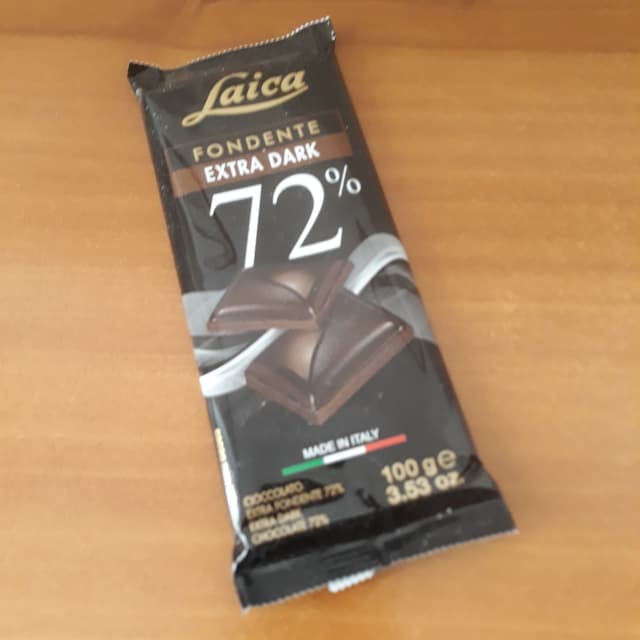 Laica
FONDENTE
EXTRA DARK
72%
MADE IN ITALY
100 g ℮
3.53 oz.
CIOCCOLATO
EXTRA FONDENTE 72%
EXTRA DARK
CHOCOLATE 72%